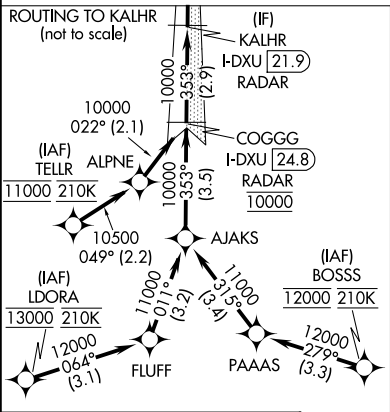 ROUTING TO KALHR
(not to scale)
(IF)
KALHR
I-DXU 21.9
RADAR
10000
353°
(2.9)
10000
022° (2.1)
(IAF)
TELLR
11000 210K
ALPNE
COGGG
I-DXU 24.8
RADAR
10000
10000
353°
(3.5)
10500
049° (2.2)
AJAKS
(IAF)
LDORA
13000 210K
11000
011°
(3.2)
11000
315°
(3.4)
(IAF)
BOSSS
12000 210K
12000
064°
(3.1)
FLUFF
PAAAS
12000
279°
(3.3)